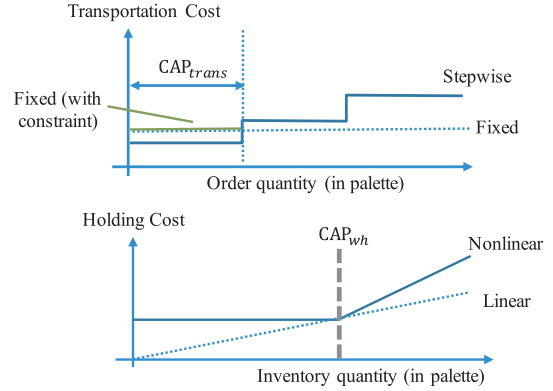 Transportation Cost
CAP_trans
Stepwise
Fixed (with
constraint)
Fixed
Order quantity (in palette)
Holding Cost
CAP_wh
Nonlinear
Linear
Inventory quantity (in palette)